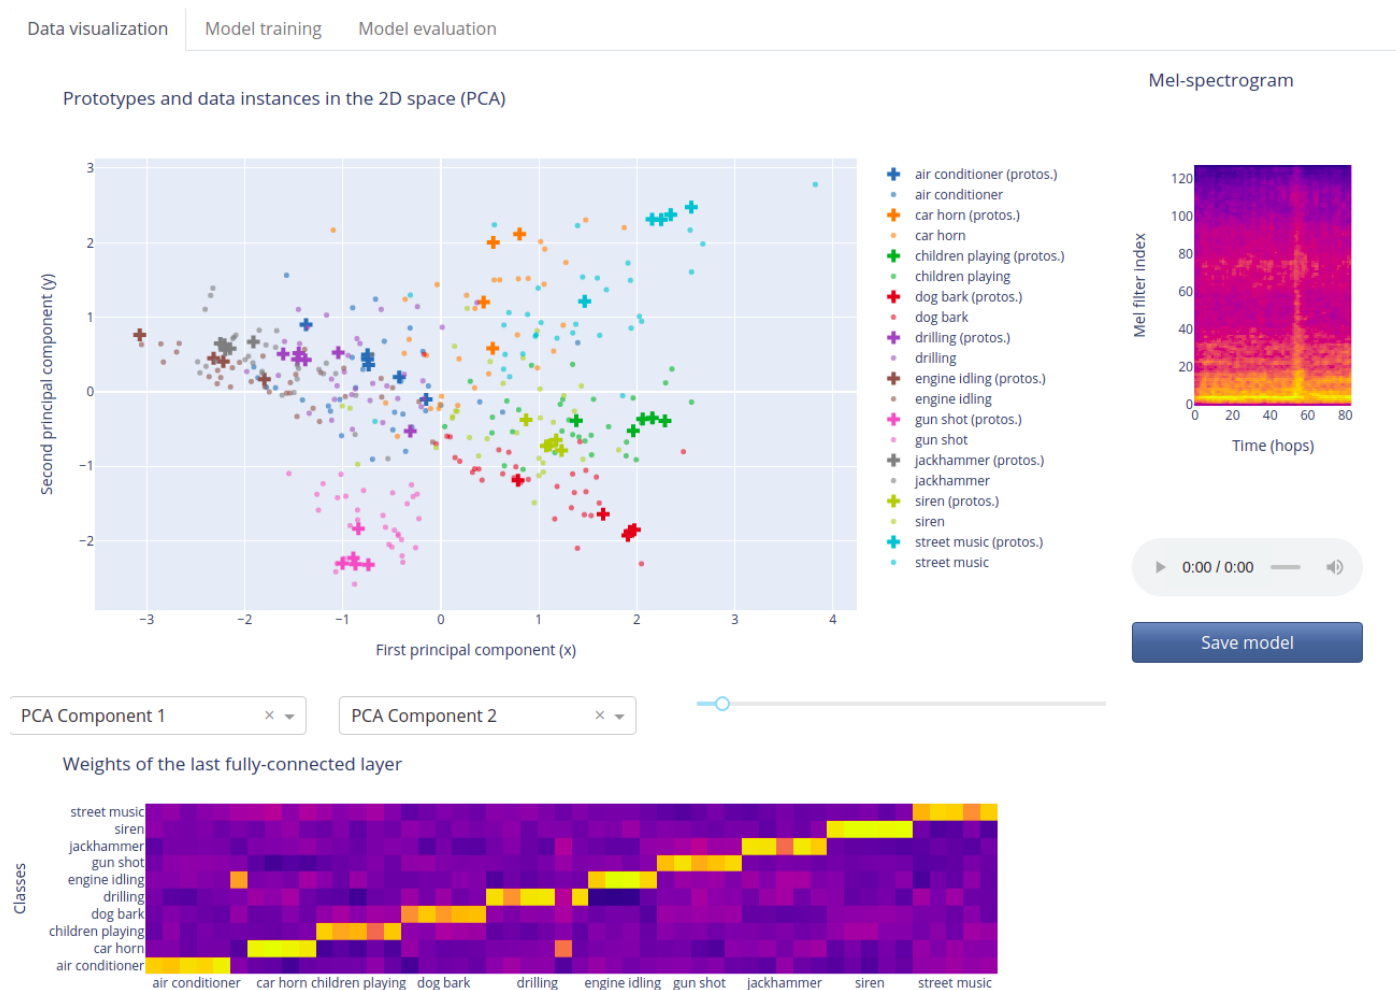 Data visualization Model training Model evaluation
Prototypes and data instances in the 2D space (PCA)
Mel-spectrogram
3
2
1
0
−1
−2
−3 −2 −1 0 1 2 3 4
Second principal component (y)
First principal component (x)
air conditioner (protos.)
air conditioner
car horn (protos.)
car horn
children playing (protos.)
children playing
dog bark (protos.)
dog bark
drilling (protos.)
drilling
engine idling (protos.)
engine idling
gun shot (protos.)
gun shot
jackhammer (protos.)
jackhammer
siren (protos.)
siren
street music (protos.)
street music
120
100
80
60
40
20
0
0 20 40 60 80
Mel filter index
Time (hops)
0:00 / 0:00
Save model
PCA Component 1 ×
PCA Component 2 ×
Weights of the last fully-connected layer
Classes
street music
siren
jackhammer
gun shot
engine idling
drilling
dog bark
children playing
car horn
air conditioner
air conditioner car horn children playing dog bark drilling engine idling gun shot jackhammer siren street music